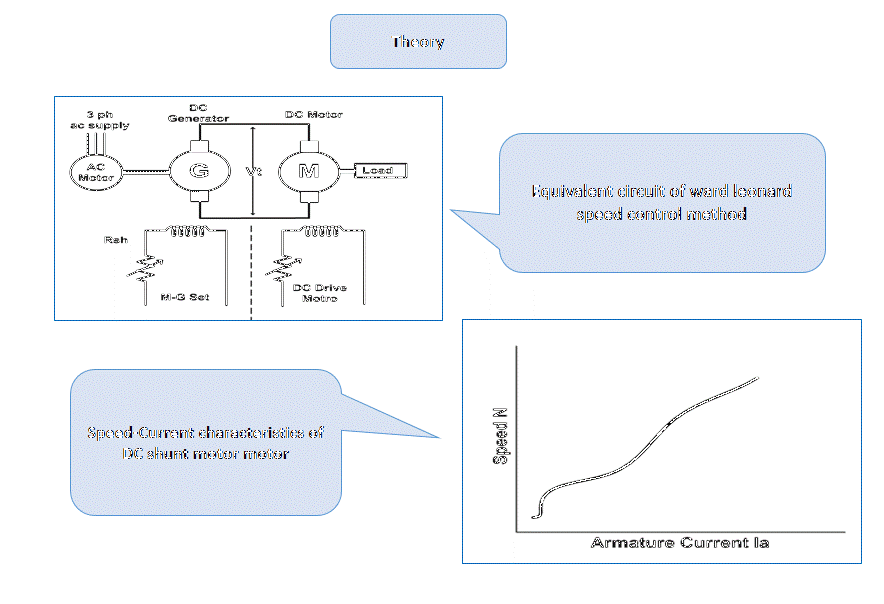 Theory
3 ph
ac supply
DC
Generator
DC Motor
AC
Motor
G
Vt
M
Load
Rsh
M-G Set
DC Drive
Motro
Equivalent circuit of ward leonard
speed control method
Speed-Current characteristics of
DC shunt motor motor
Speed N
Armature Current Ia